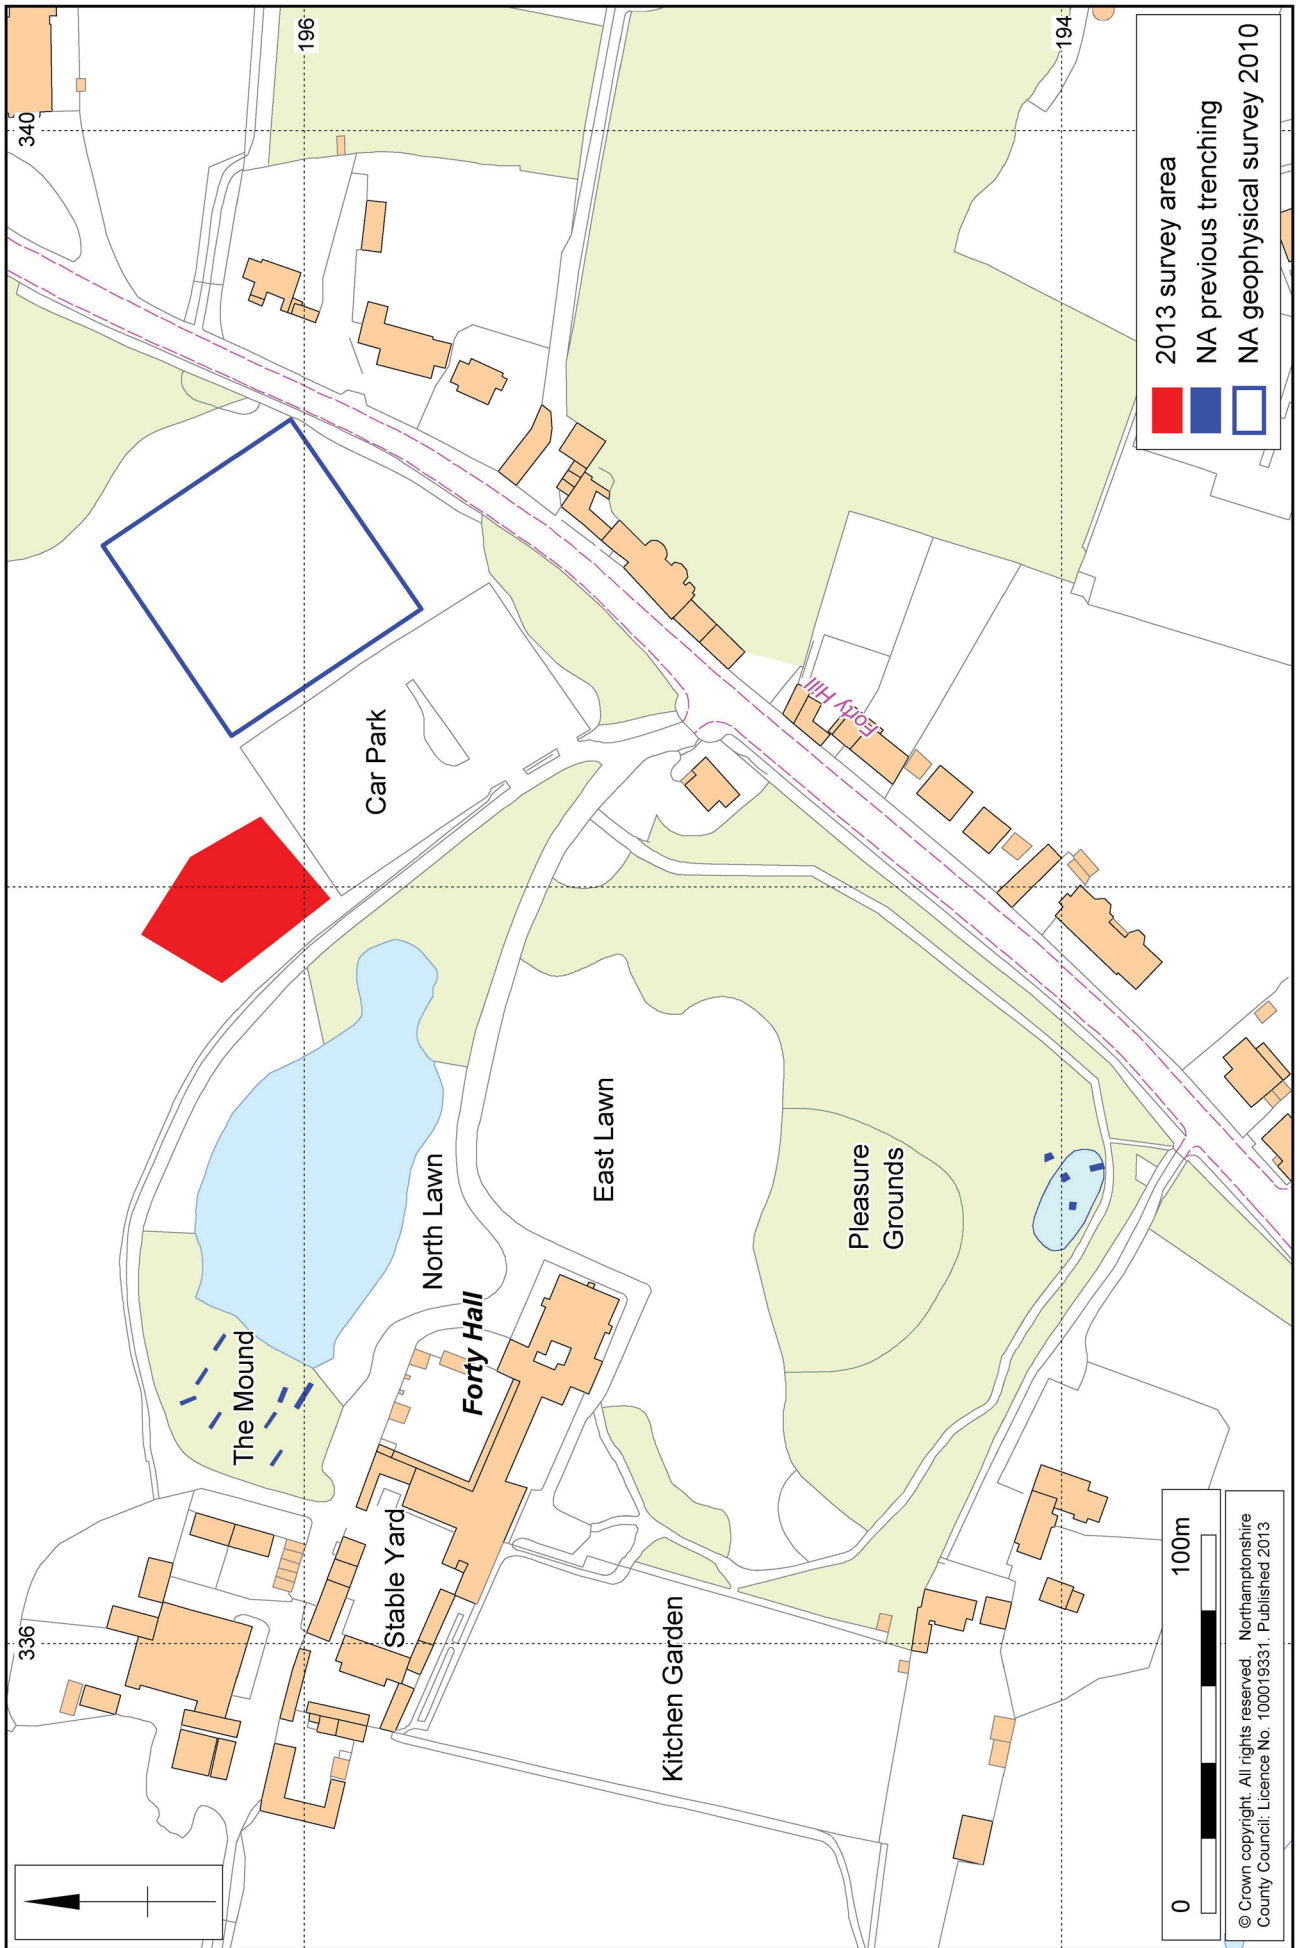 336
340
196
194
The Mound
North Lawn
Forty Hall
Stable Yard
East Lawn
Car Park
Kitchen Garden
Pleasure
Grounds
Forty Hill
2013 survey area
NA previous trenching
NA geophysical survey 2010
0 100m
© Crown copyright. All rights reserved. Northamptonshire
County Council: Licence No. 100019331. Published 2013